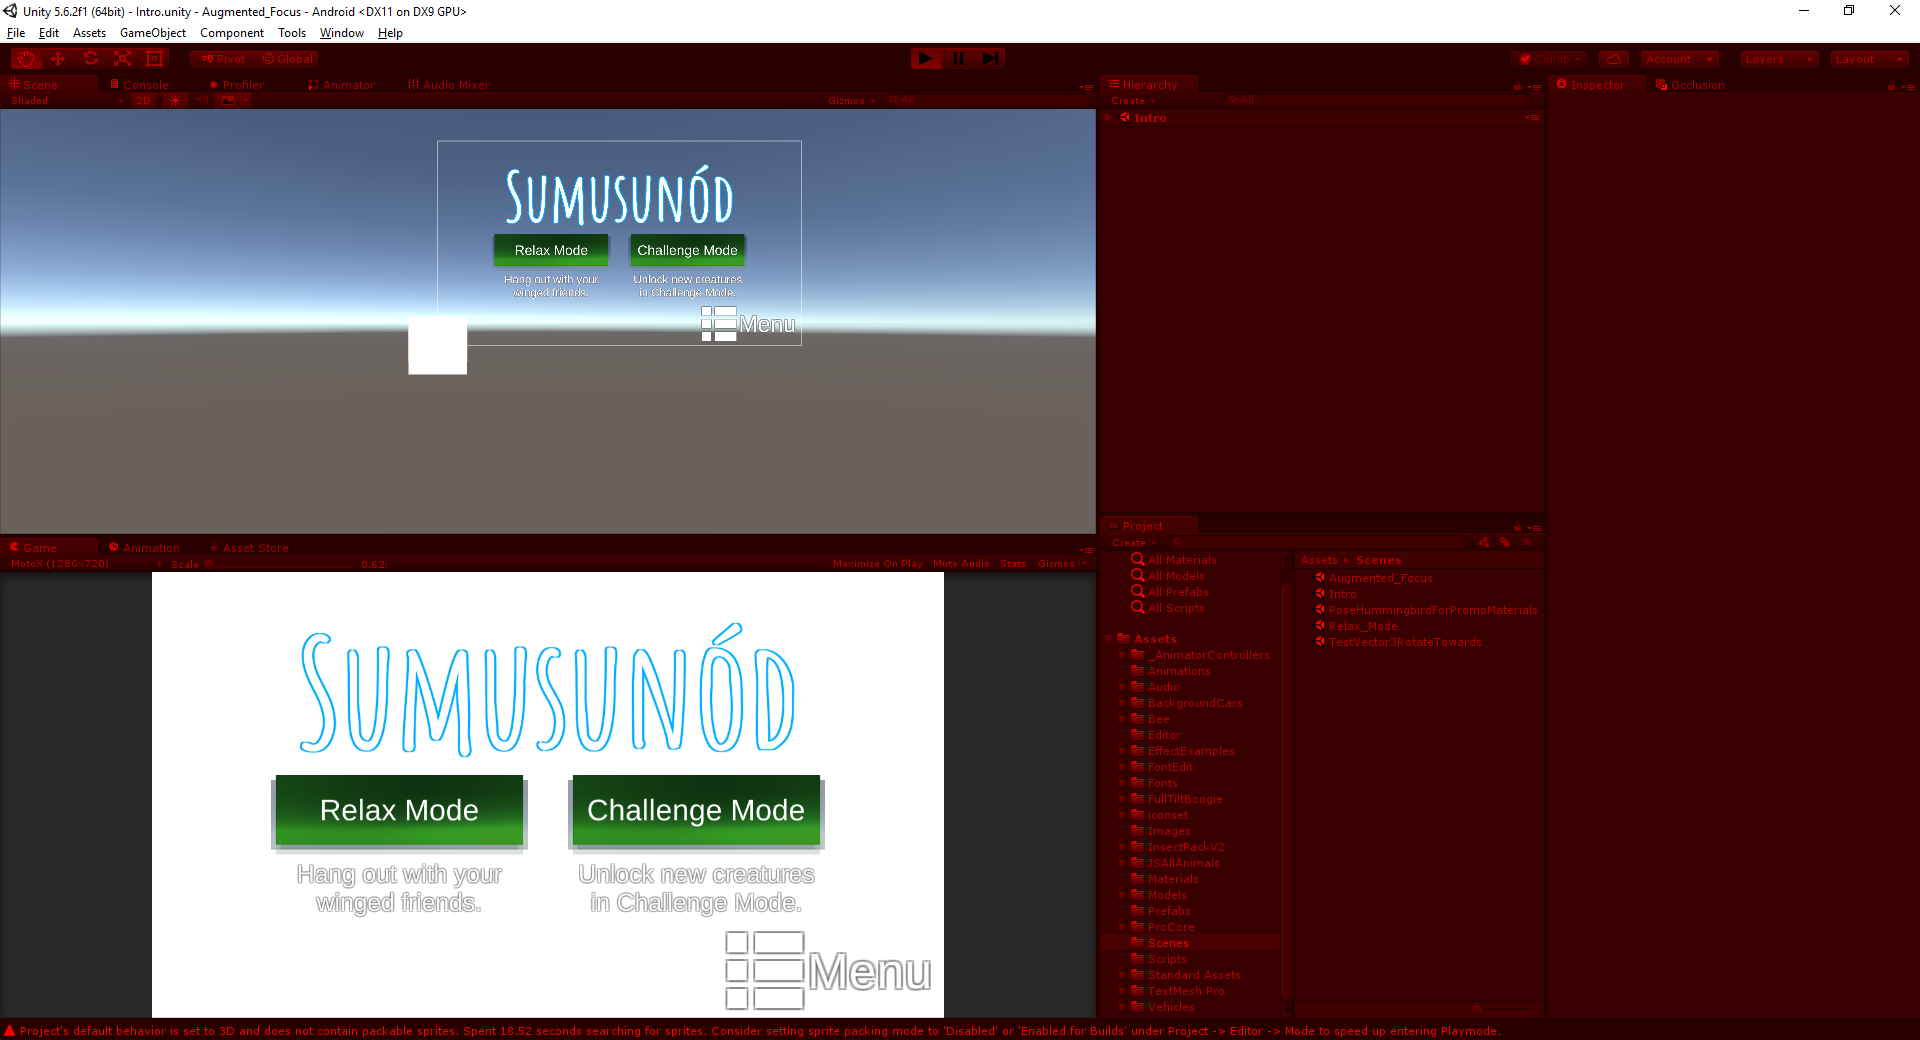 Unity 5.6.2f1 (64bit) - Intro.unity - Augmented_Focus - Android <DX11 on DX9 GPU>
File Edit Assets GameObject Component Tools Window Help
Pivot Global Collab Account Layers Layout
Scene Console Profiler Animator Audio Mixer
Shaded 2D Gizmos All
Sumusunód
Relax Mode Challenge Mode
Hang out with your
winged friends.
Unlock new creatures
in Challenge Mode.
Menu
Game Animation Asset Store
MotoX (1280x720) Scale 0.62: Maximize On Play Mute Audio Stats Gizmos
Sumusunód
Relax Mode Challenge Mode
Hang out with your
winged friends.
Unlock new creatures
in Challenge Mode.
Menu
Hierarchy
Create All
Intro
Project
Create
All Materials
All Models
All Prefabs
All Scripts
Assets
_AnimatorControllers
Animations
Audio
BackgroundCars
Bee
Editor
EffectExamples
FontEdit
Fonts
FullTiltBoogie
iconset
Images
InsectPackV2
JSAllAnimals
Materials
Models
Prefabs
ProCore
Scenes
Scripts
Standard Assets
TextMesh Pro
Vehicles
Assets Scenes
Augmented_Focus
Intro
PoseHummingbirdForPromoMaterials
Relax_Mode
TestVector3RotateTowards
Inspector Occlusion
Project's default behavior is set to 3D and does not contain packable sprites. Spent 18.52 seconds searching for sprites. Consider setting sprite packing mode to 'Disabled' or 'Enabled for Builds' under Project -> Editor -> Mode to speed up entering Playmode.